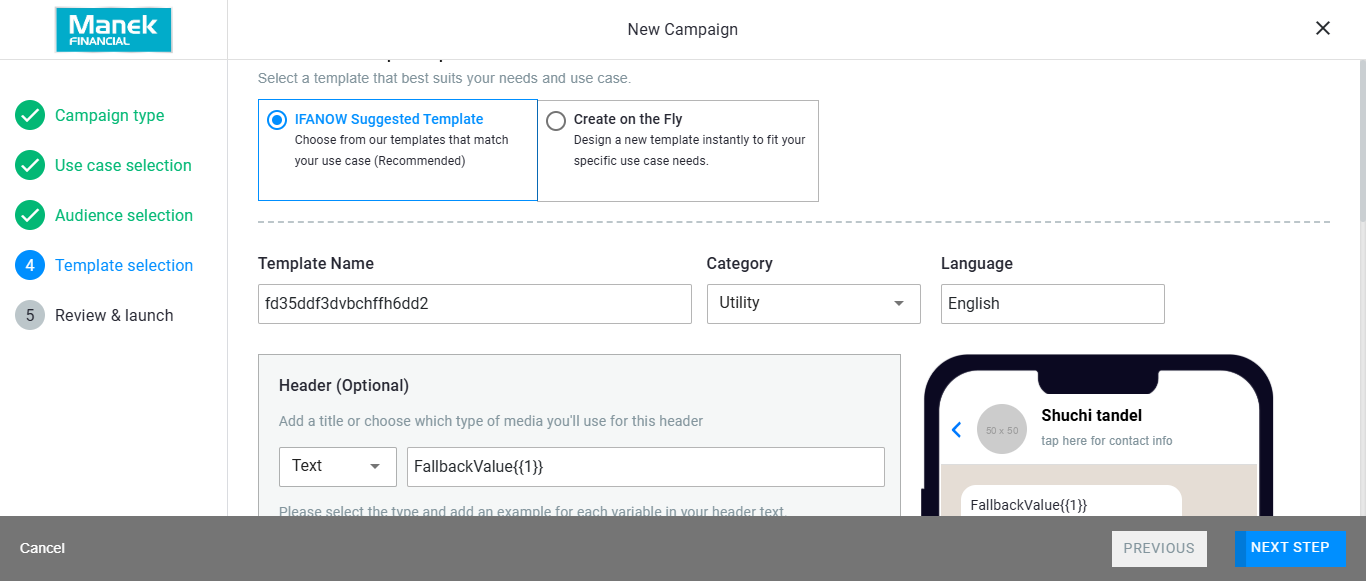 Manek
FINANCIAL
New Campaign
Select a template that best suits your needs and use case.
Campaign type
Use case selection
Audience selection
4 Template selection
5 Review & launch
IFANOW Suggested Template
Choose from our templates that match
your use case (Recommended)
Create on the Fly
Design a new template instantly to fit your
specific use case needs.
Template Name
Category
Language
fd35ddf3dvbchffh6dd2
Utility
English
Header (Optional)
Add a title or choose which type of media you'll use for this header
Text
FallbackValue{{1}}
Please select the type and add an example for each variable in your header text.
50 x 50
Shuchi tandel
tap here for contact info
FallbackValue{{1}}
Cancel
PREVIOUS
NEXT STEP